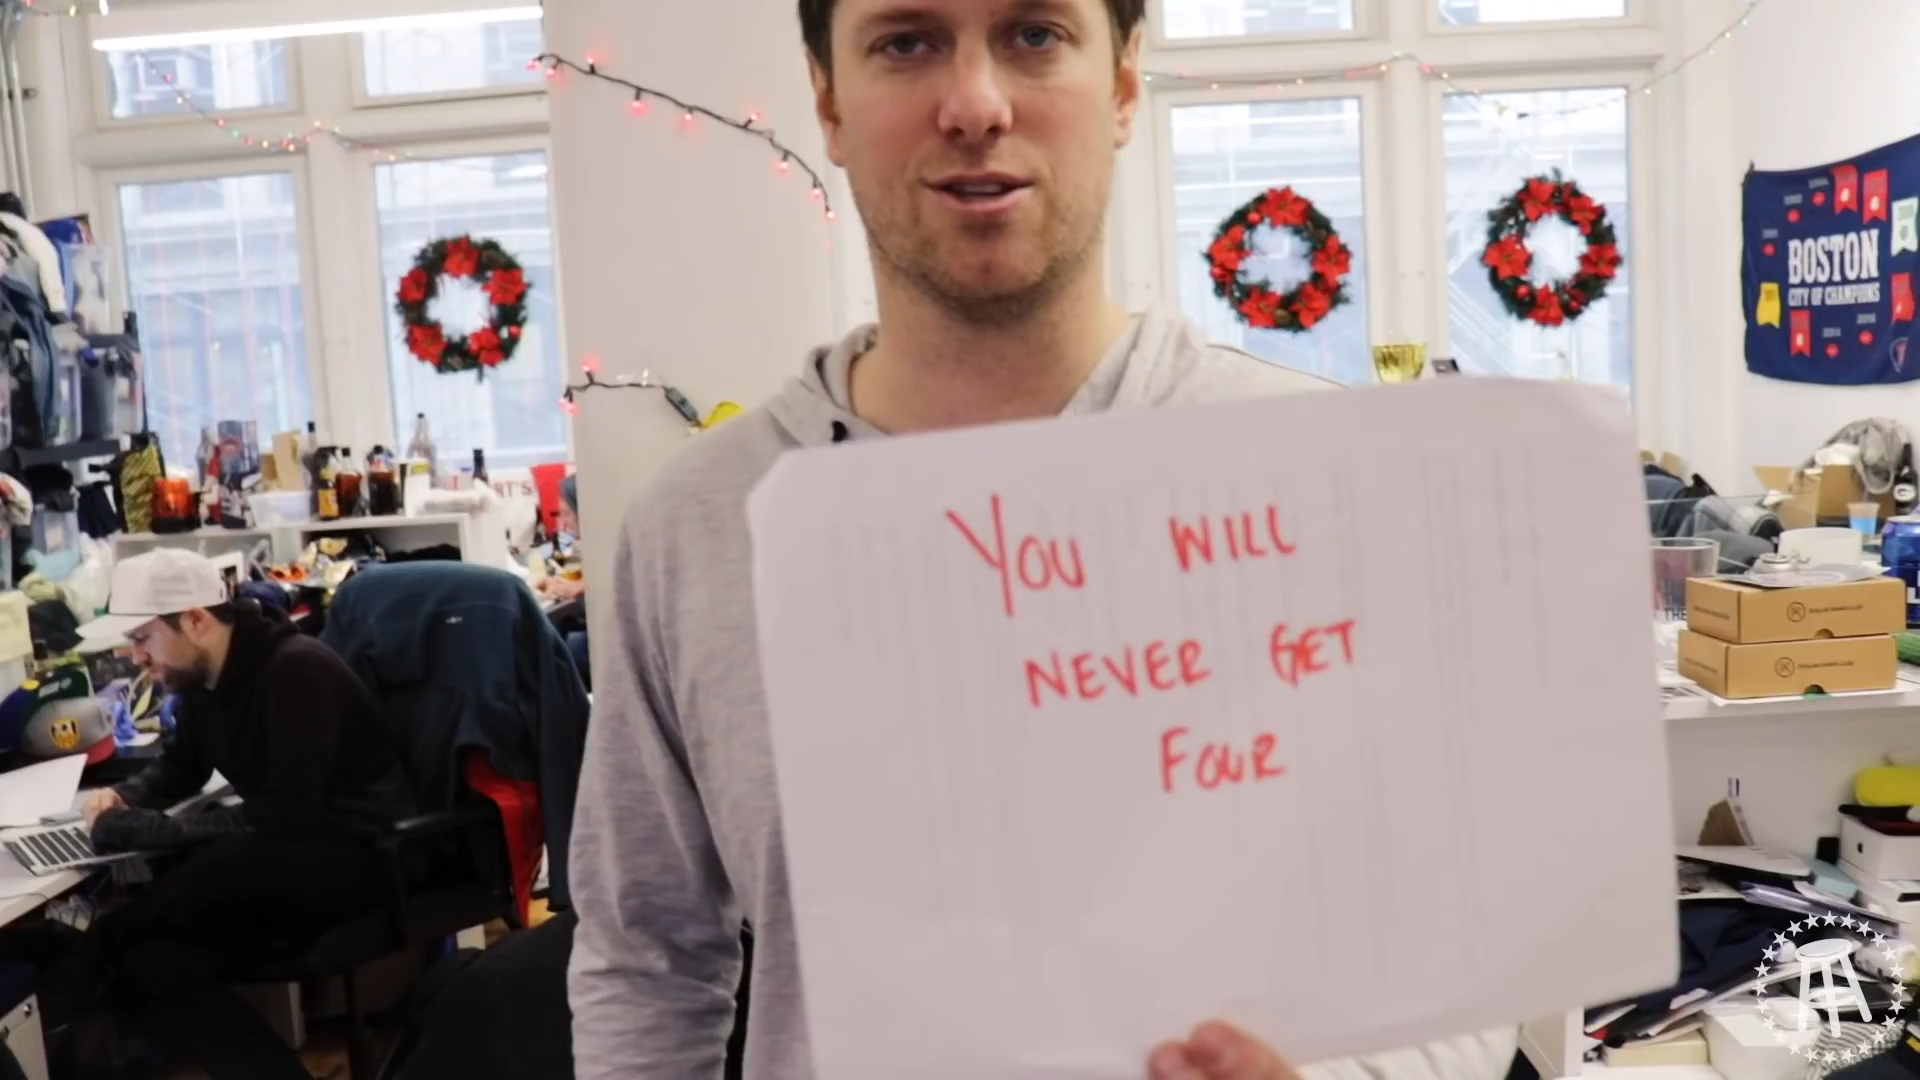 YOU WILL
NEVER GET
FOUR
BOSTON
CITY OF CHAMPIONS